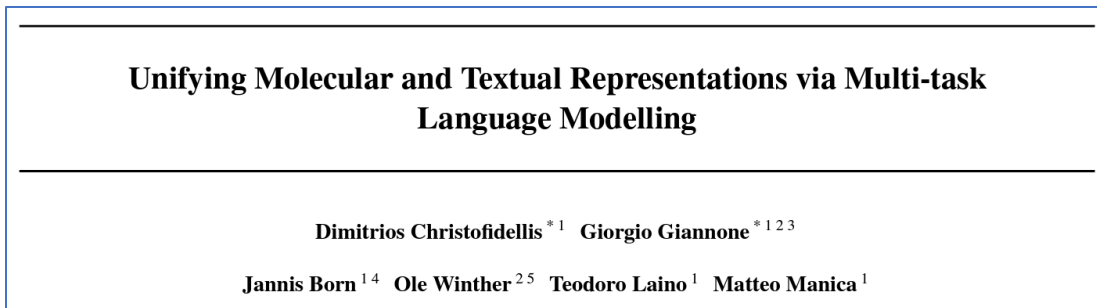 Unifying Molecular and Textual Representations via Multi-task
Language Modelling
Dimitrios Christofidellis * 1 Giorgio Giannone * 1 2 3
Jannis Born 1 4 Ole Winther 2 5 Teodoro Laino 1 Matteo Manica 1